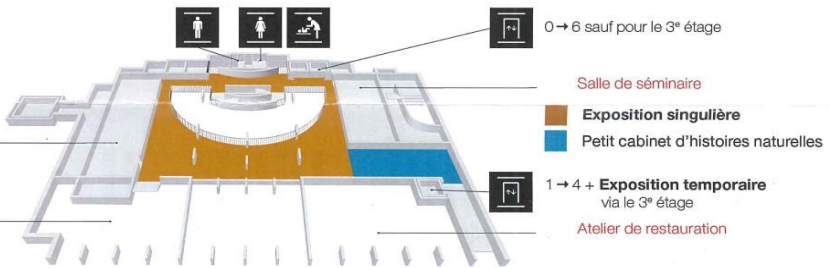 0→6 sauf pour le 3ᵉ étage
Salle de séminaire
Exposition singulière
Petit cabinet d'histoires naturelles
1→4 + Exposition temporaire
via le 3ᵉ étage
Atelier de restauration